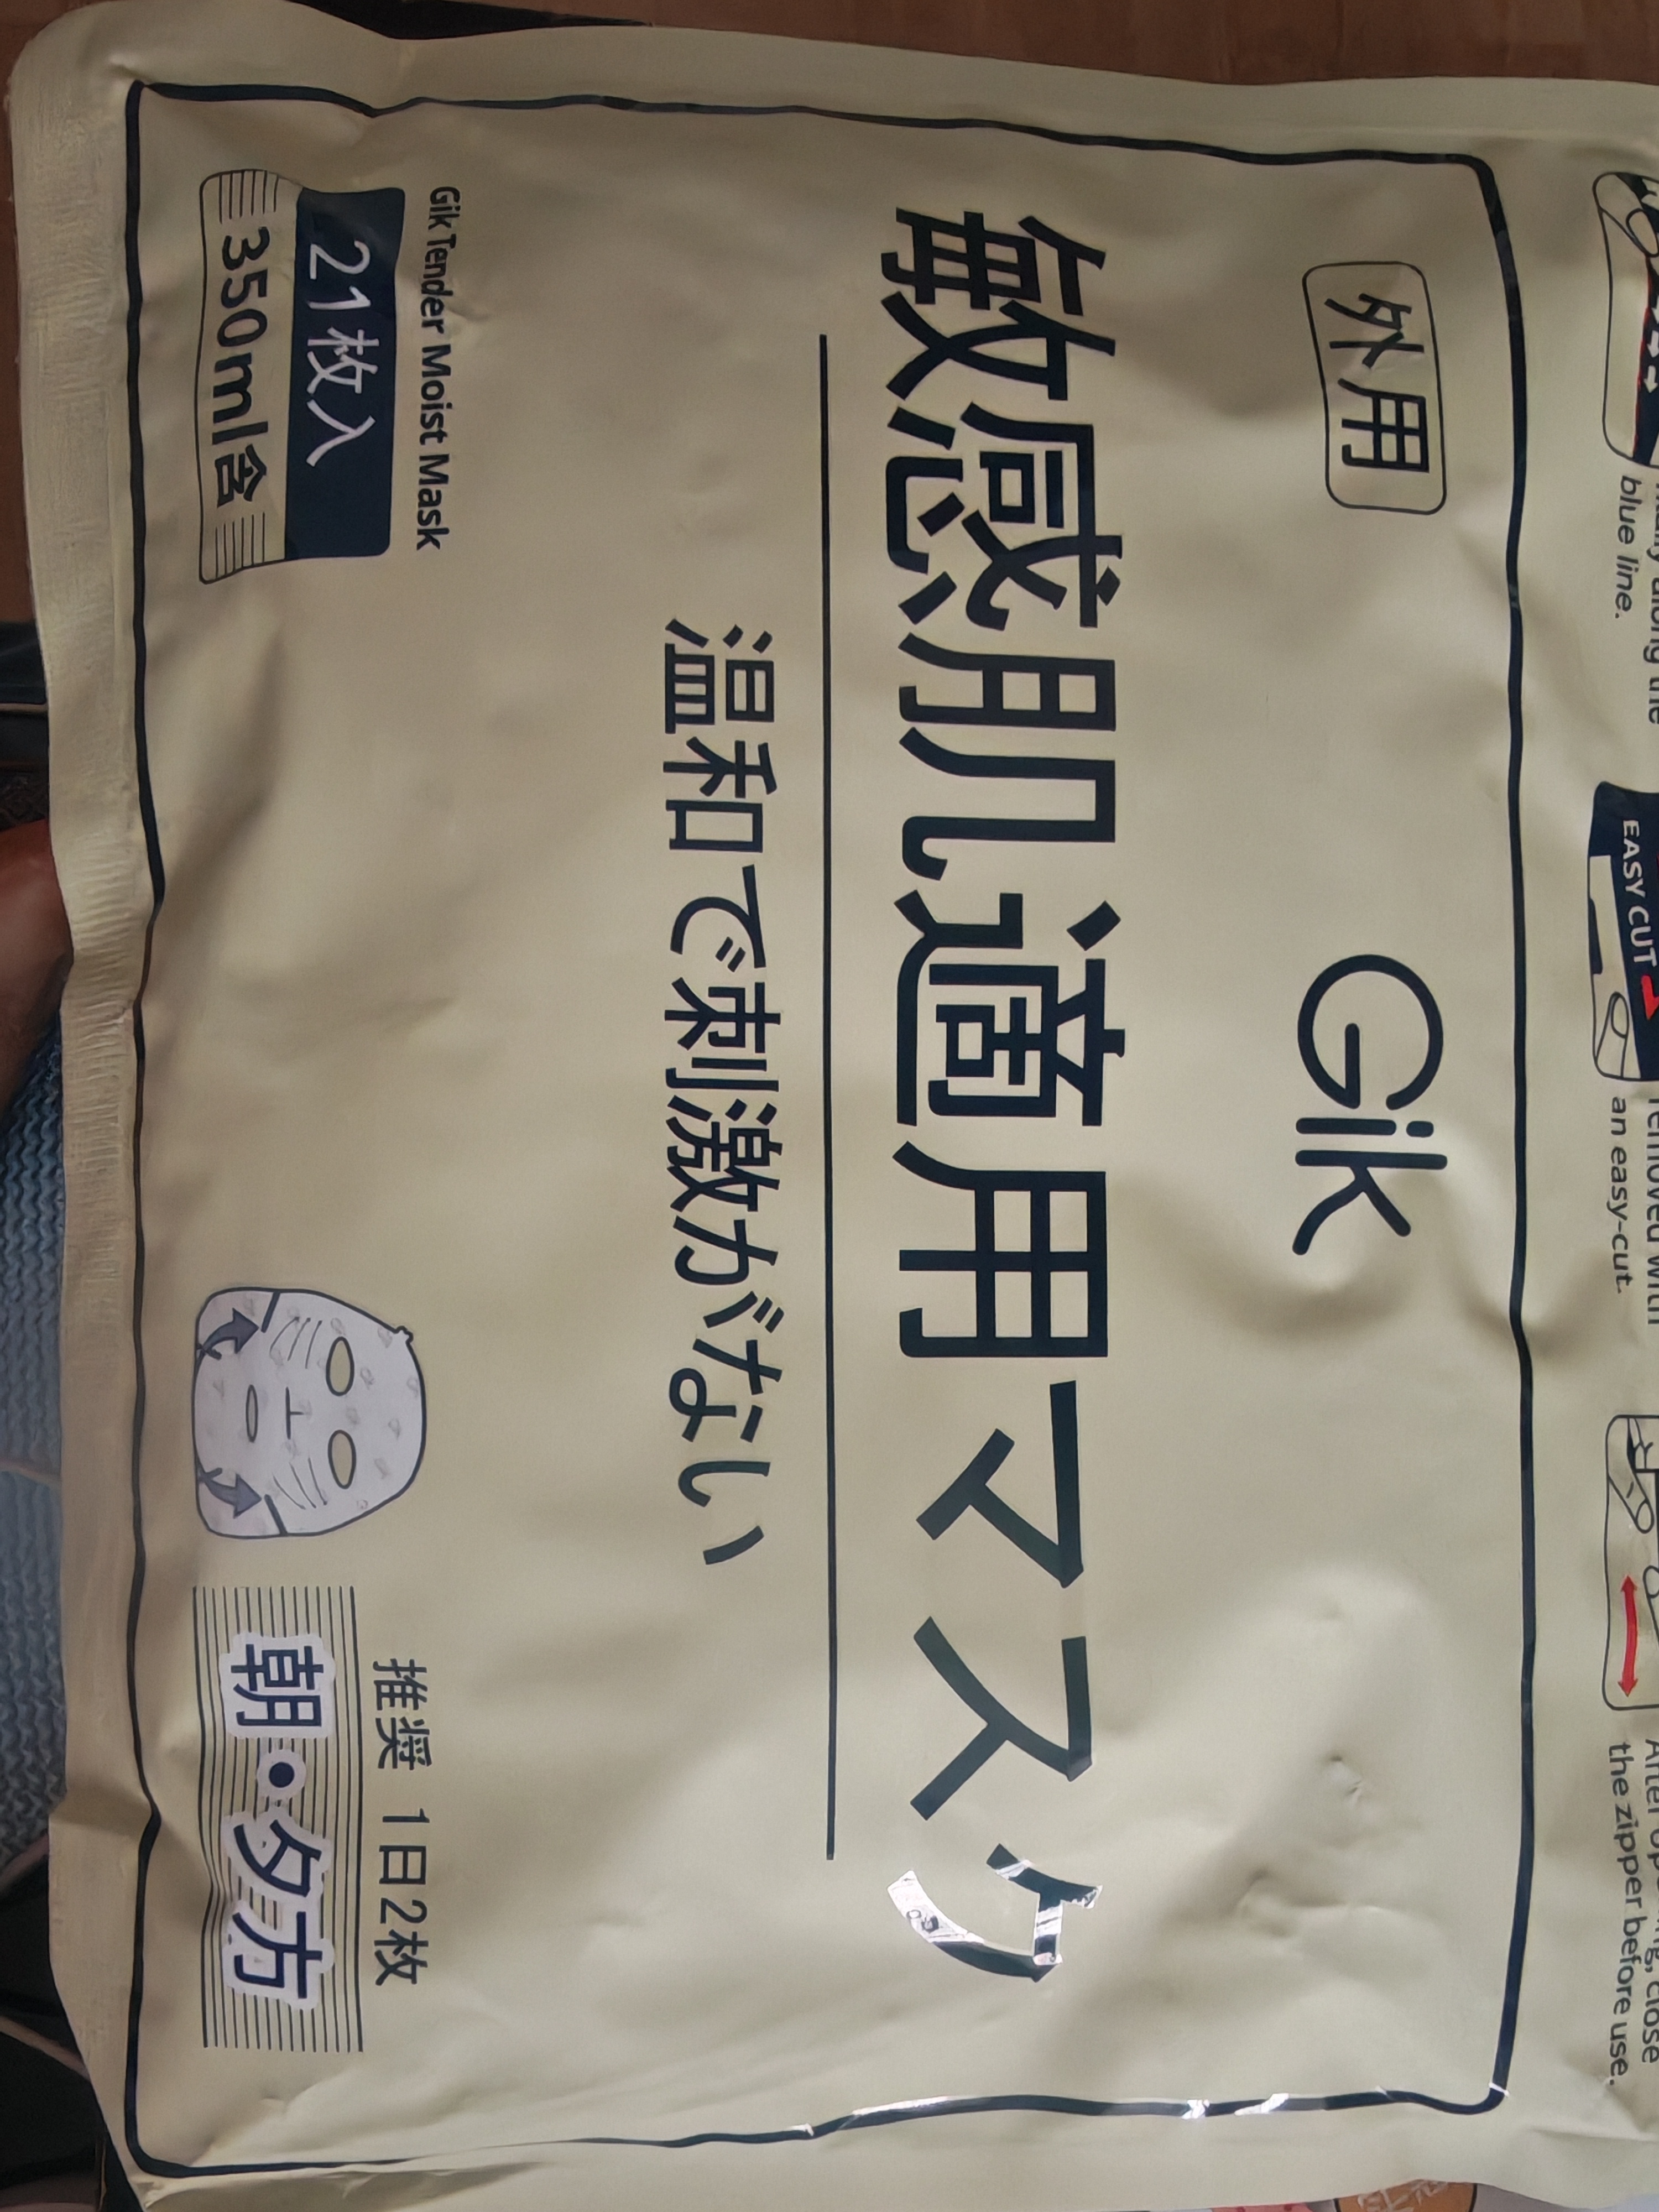 blue line.
EASY CUT
an easy-cut.
the zipper before use.
外用
Gik
敏感肌適用マスク
温和で刺激がない
Gik Tender Moist Mask
21枚入
350ml含
推奨 1日2枚
朝・夕方